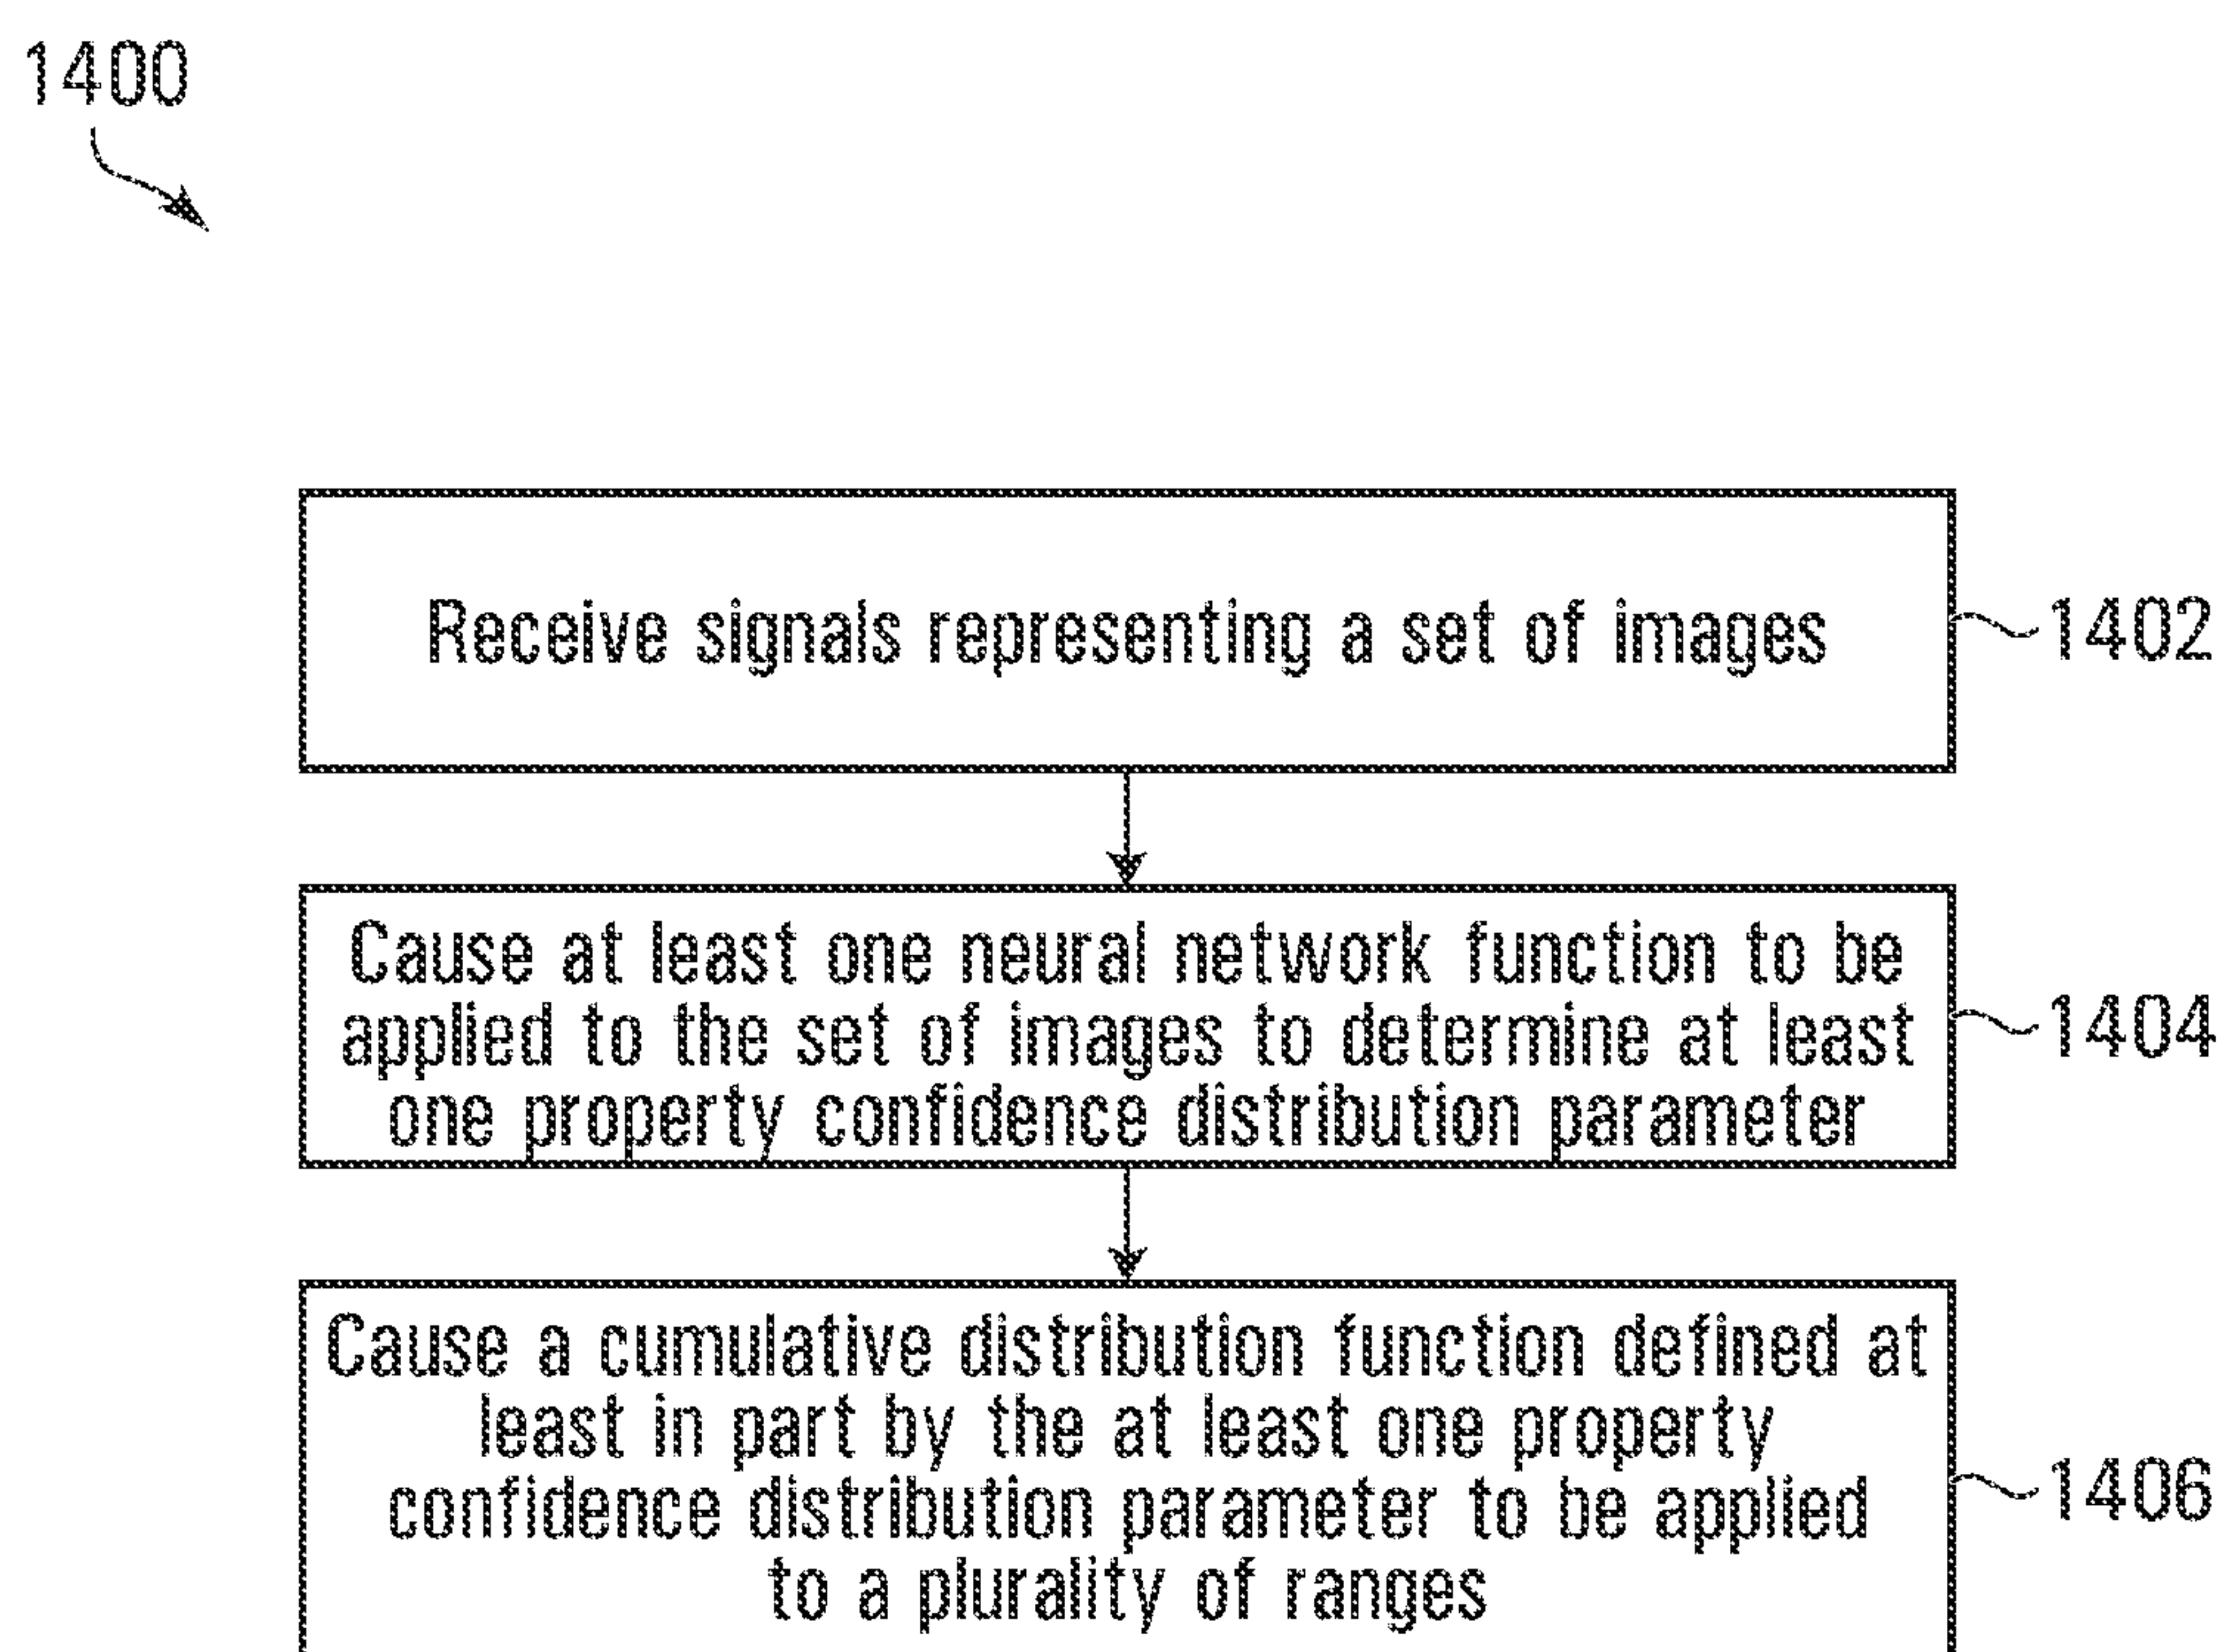 1400
Receive signals representing a set of images
1402
Cause at least one neural network function to be
applied to the set of images to determine at least
one property confidence distribution parameter
1404
Cause a cumulative distribution function defined at
least in part by the at least one property
confidence distribution parameter to be applied
to a plurality of ranges
1406